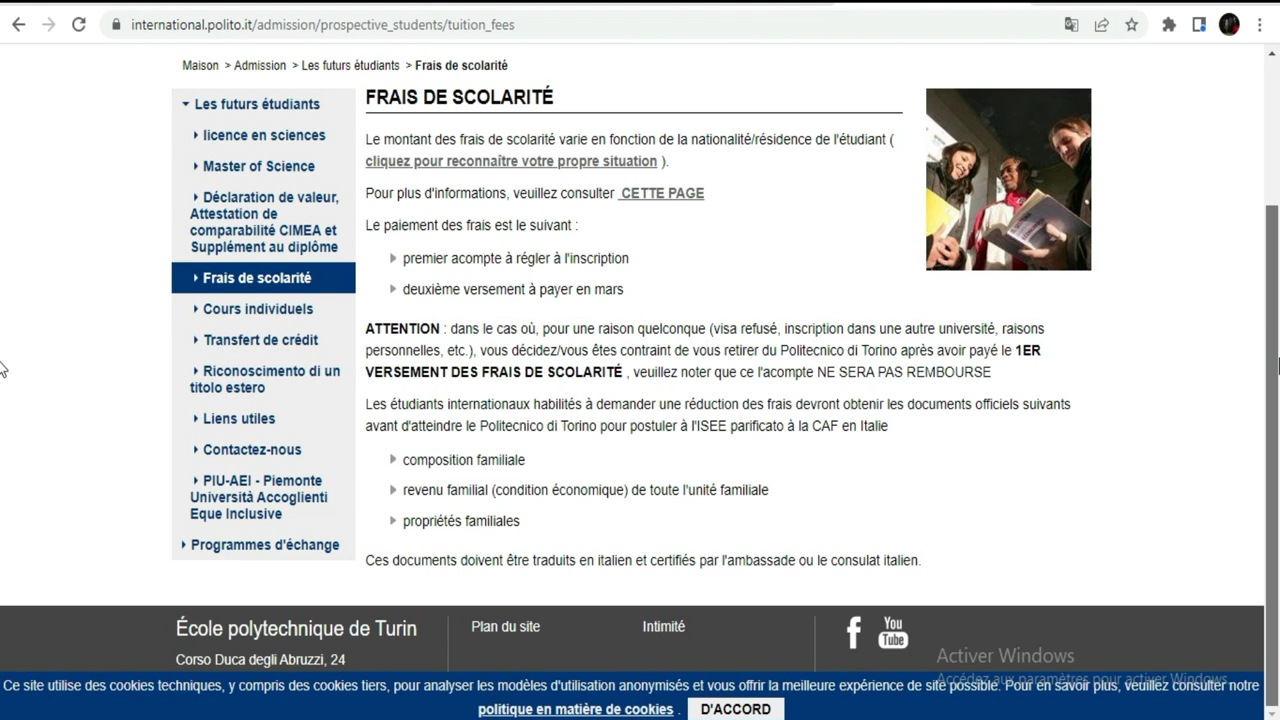 international.polito.it/admission/prospective_students/tuition_fees
Maison > Admission > Les futurs étudiants > Frais de scolarité
Les futurs étudiants
licence en sciences
Master of Science
Déclaration de valeur,
Attestation de
comparabilité CIMEA et
Supplément au diplôme
Frais de scolarité
Cours individuels
Transfert de crédit
Riconoscimento di un
titolo estero
Liens utiles
Contactez-nous
PIU-AEI - Piemonte
Università Accoglienti
Eque Inclusive
Programmes d'échange
FRAIS DE SCOLARITÉ
Le montant des frais de scolarité varie en fonction de la nationalité/résidence de l'étudiant (
cliquez pour reconnaître votre propre situation ).
Pour plus d'informations, veuillez consulter CETTE PAGE
Le paiement des frais est le suivant :
premier acompte à régler à l'inscription
deuxième versement à payer en mars
ATTENTION : dans le cas où, pour une raison quelconque (visa refusé, inscription dans une autre université, raisons
personnelles, etc.), vous décidez/vous êtes contraint de vous retirer du Politecnico di Torino après avoir payé le 1ER
VERSEMENT DES FRAIS DE SCOLARITÉ , veuillez noter que ce l'acompte NE SERA PAS REMBOURSE
Les étudiants internationaux habilités à demander une réduction des frais devront obtenir les documents officiels suivants
avant d'atteindre le Politecnico di Torino pour postuler à l'ISEE parificato à la CAF en Italie
composition familiale
revenu familial (condition économique) de toute l'unité familiale
propriétés familiales
Ces documents doivent être traduits en italien et certifiés par l'ambassade ou le consulat italien.
École polytechnique de Turin
Corso Duca degli Abruzzi, 24
Plan du site
Intimité
You
Tube
Activer Windows
Accédez aux paramètres pour activer Windows.
Ce site utilise des cookies techniques, y compris des cookies tiers, pour analyser les modèles d'utilisation anonymisés et vous offrir la meilleure expérience de site possible. Pour en savoir plus, veuillez consulter notre
politique en matière de cookies .
D'ACCORD